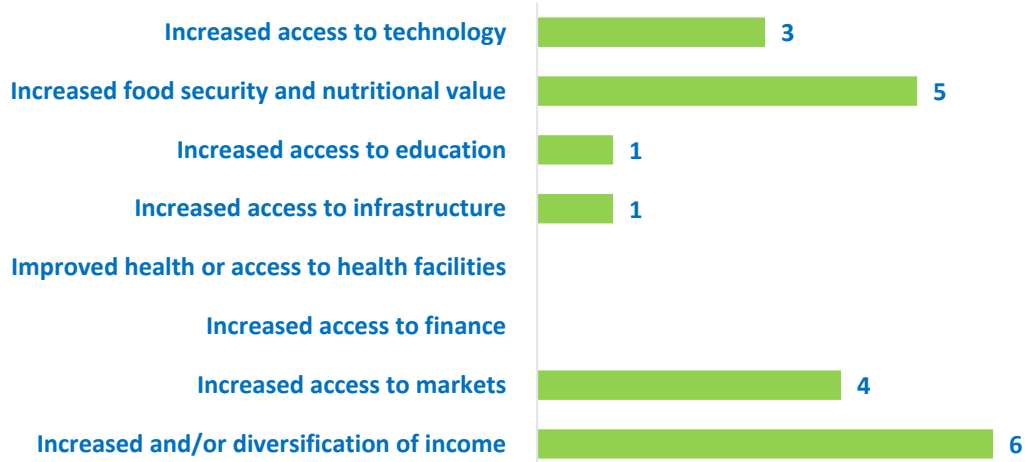 Increased access to technology 3
Increased food security and nutritional value 5
Increased access to education 1
Increased access to infrastructure 1
Improved health or access to health facilities
Increased access to finance
Increased access to markets 4
Increased and/or diversification of income 6